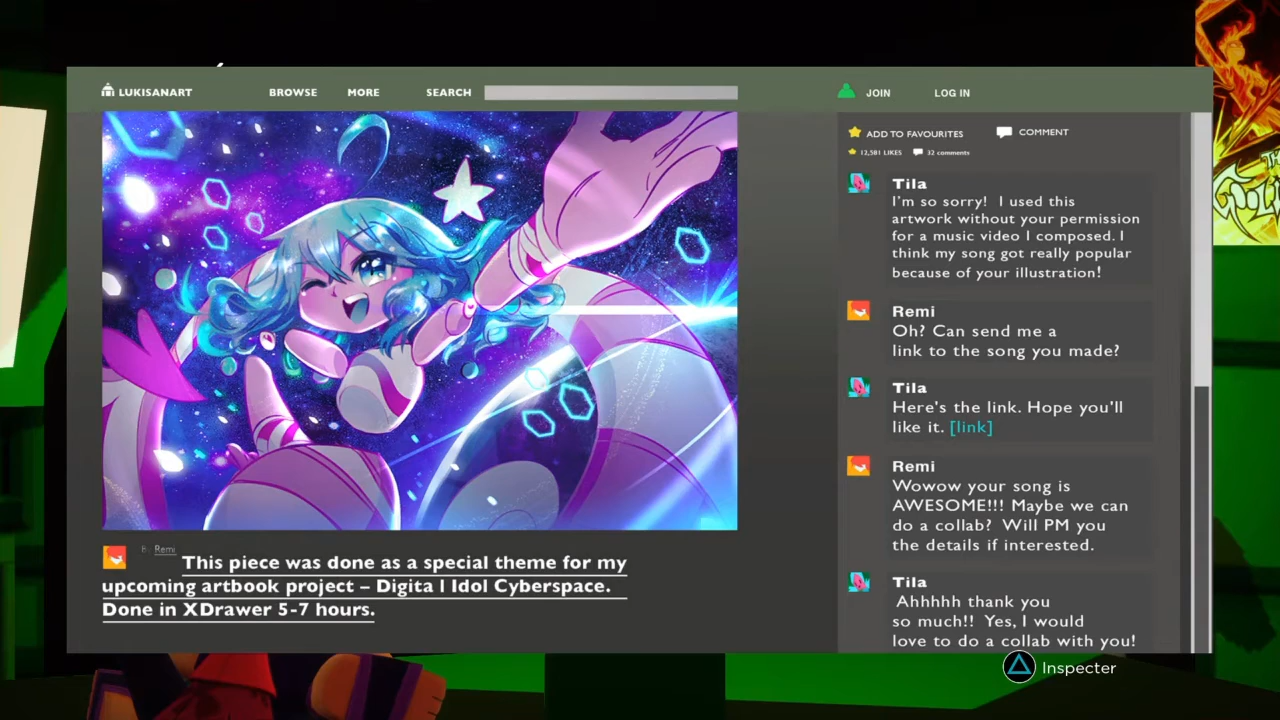 LUKISANART BROWSE MORE SEARCH JOIN LOG IN
ADD TO FAVOURITES COMMENT
12,581 LIKES 32 comments
Tila
I'm so sorry! I used this
artwork without your permission
for a music video I composed. I
think my song got really popular
because of your illustration!
Remi
Oh? Can send me a
link to the song you made?
Tila
Here's the link. Hope you'll
like it. [link]
Remi
Wowow your song is
AWESOME!!! Maybe we can
do a collab? Will PM you
the details if interested.
Tila
Ahhhhh thank you
so much!! Yes, I would
love to do a collab with you!
By Remi
This piece was done as a special theme for my
upcoming artbook project – Digita l Idol Cyberspace.
Done in XDrawer 5-7 hours.
Inspecter